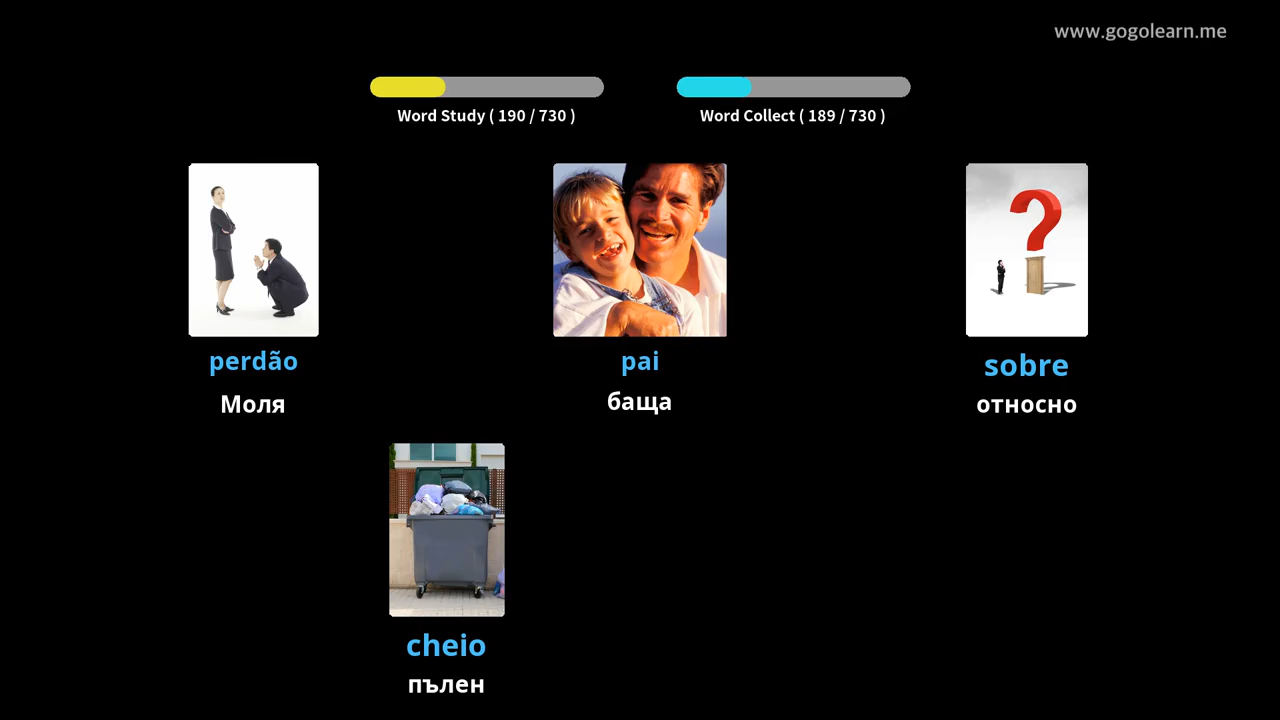 www.gogolearn.me
Word Study ( 190 / 730 )
Word Collect ( 189 / 730 )
perdão
Моля
pai
баща
sobre
относно
cheio
пълен